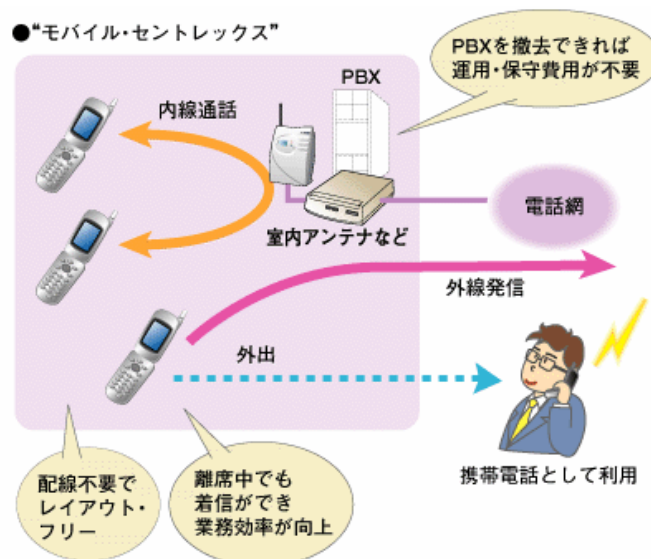 ●“モバイル・セントレックス”
PBXを撤去できれば
運用・保守費用が不要
PBX
内線通話
電話網
室内アンテナなど
外線発信
外出
携帯電話として利用
配線不要で
レイアウト・
フリー
離席中でも
着信ができ
業務効率が向上